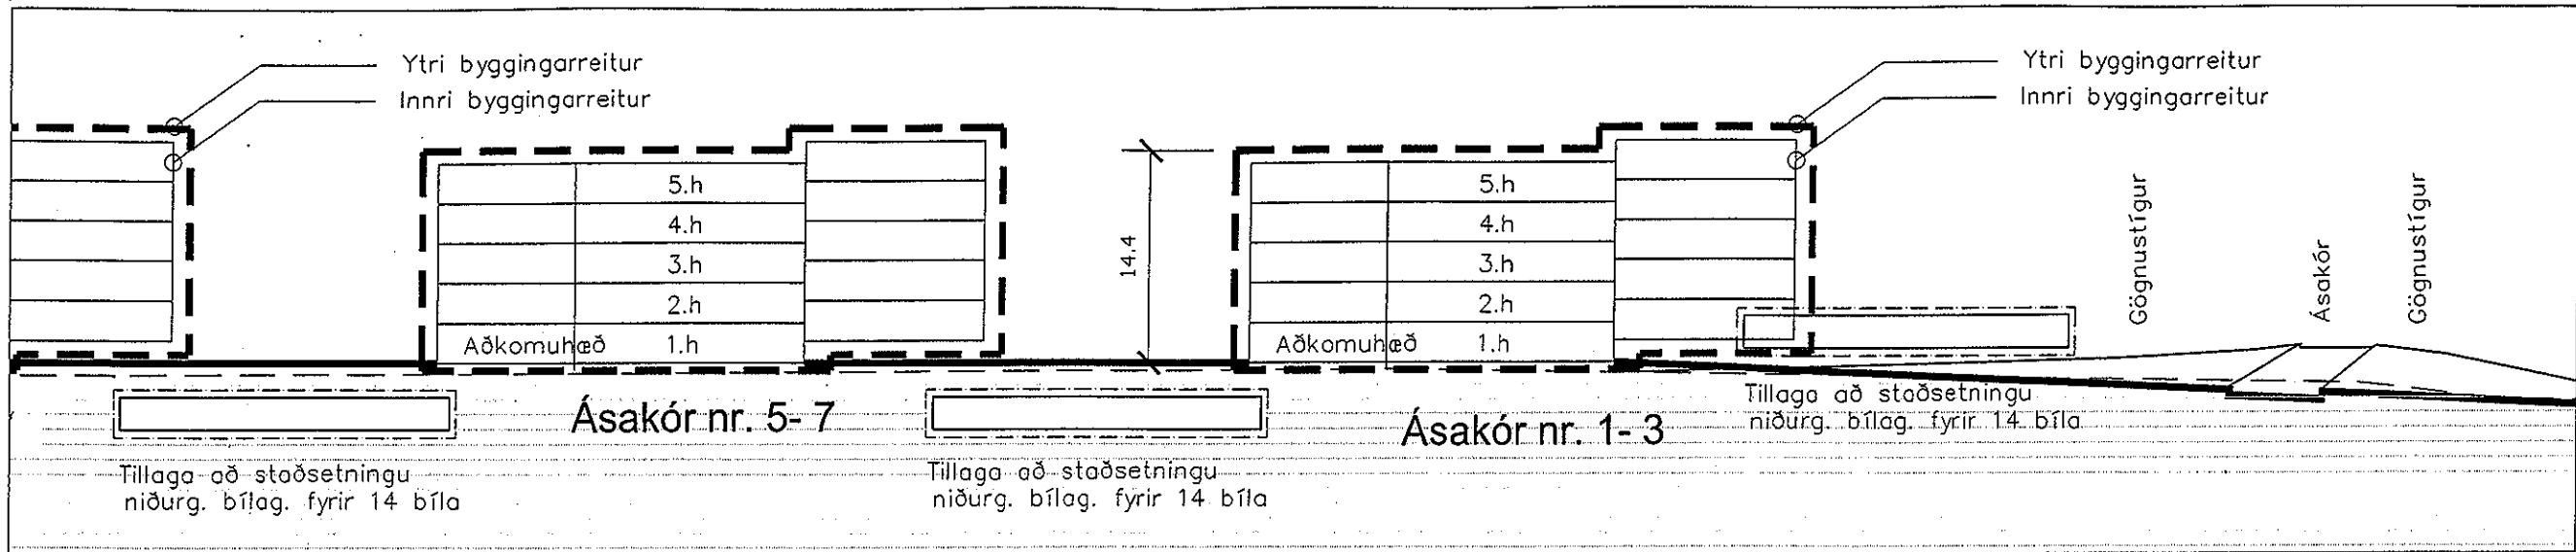 Ytri byggingarreitur
Innri byggingarreitur
Ytri byggingarreitur
Innri byggingarreitur
5.h
4.h
3.h
2.h
Aðkomuhæð 1.h
14.4
5.h
4.h
3.h
2.h
Aðkomuhæð 1.h
Gögnustígur
Ásakór
Gögnustígur
Ásakór nr. 5-7
Ásakór nr. 1-3
Tillaga að staðsetningu
niðurg. bílag. fyrir 14 bíla
Tillaga að staðsetningu
niðurg. bílag. fyrir 14 bíla
Tillaga að staðsetningu
niðurg. bílag. fyrir 14 bíla